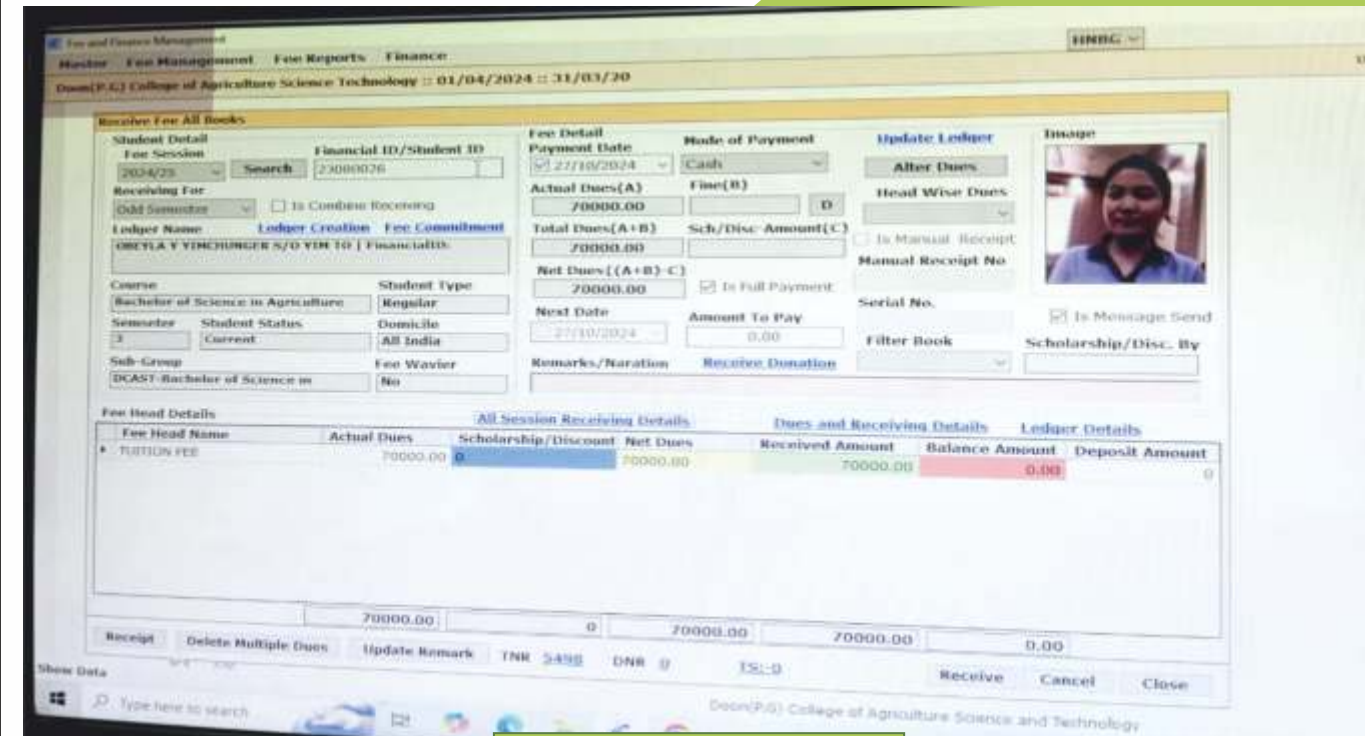 Fee and Finance Management
HNBG
Master Fee Management Fee Reports Finance
Doon(P.G) College of Agriculture Science Technology :: 01/04/2024 :: 31/03/20
Receive Fee All Books
Student Detail
Fee Session Financial ID/Student ID
2024/25 Search 23000026
Receiving For
Odd Semester Is Combine Receiving
Ledger Name Ledger Creation Fee Commitment
OBEYLA Y YIMCHUNGER S/O YIM TO | FinancialID:
Course Student Type
Bachelor of Science in Agriculture Regular
Semester Student Status Domicile
3 Current All India
Sub-Group Fee Wavier
DCAST-Bachelor of Science in No
Fee Detail
Payment Date Mode of Payment
27/10/2024 Cash
Actual Dues(A) Fine(B)
70000.00 D
Total Dues(A+B) Sch/Disc Amount(C)
70000.00
Net Dues[(A+B)-C]
70000.00 Is Full Payment
Next Date Amount To Pay
27/10/2024 0.00
Remarks/Naration Receive Donation
Update Ledger
Alter Dues
Head Wise Dues
Is Manual Receipt
Manual Receipt No
Serial No.
Filter Book
Image
Is Message Send
Scholarship/Disc. By
Fee Head Details All Session Receiving Details Dues and Receiving Details Ledger Details
Fee Head Name Actual Dues Scholarship/Discount Net Dues Received Amount Balance Amount Deposit Amount
TUITION FEE 70000.00 0 70000.00 70000.00 0.00 0
70000.00 0 70000.00 70000.00 0.00
Receipt Delete Multiple Dues Update Remark TNR 5498 DNR 0 TS:-0 Receive Cancel Close
Show Data
Type here to search
Doon(P.G) College of Agriculture Science and Technology